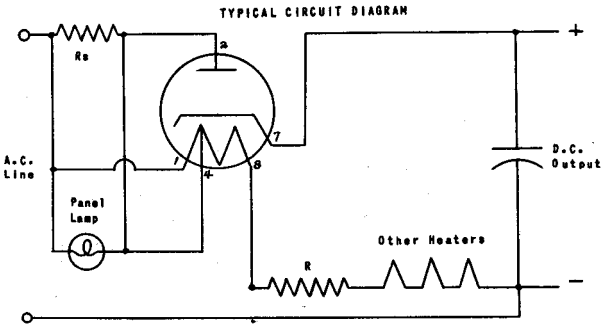 TYPICAL CIRCUIT DIAGRAM
Rs
2
+
7
A.C.
Line
1
4
8
D.C.
Output
Panel
Lamp
Other Heaters
R
−